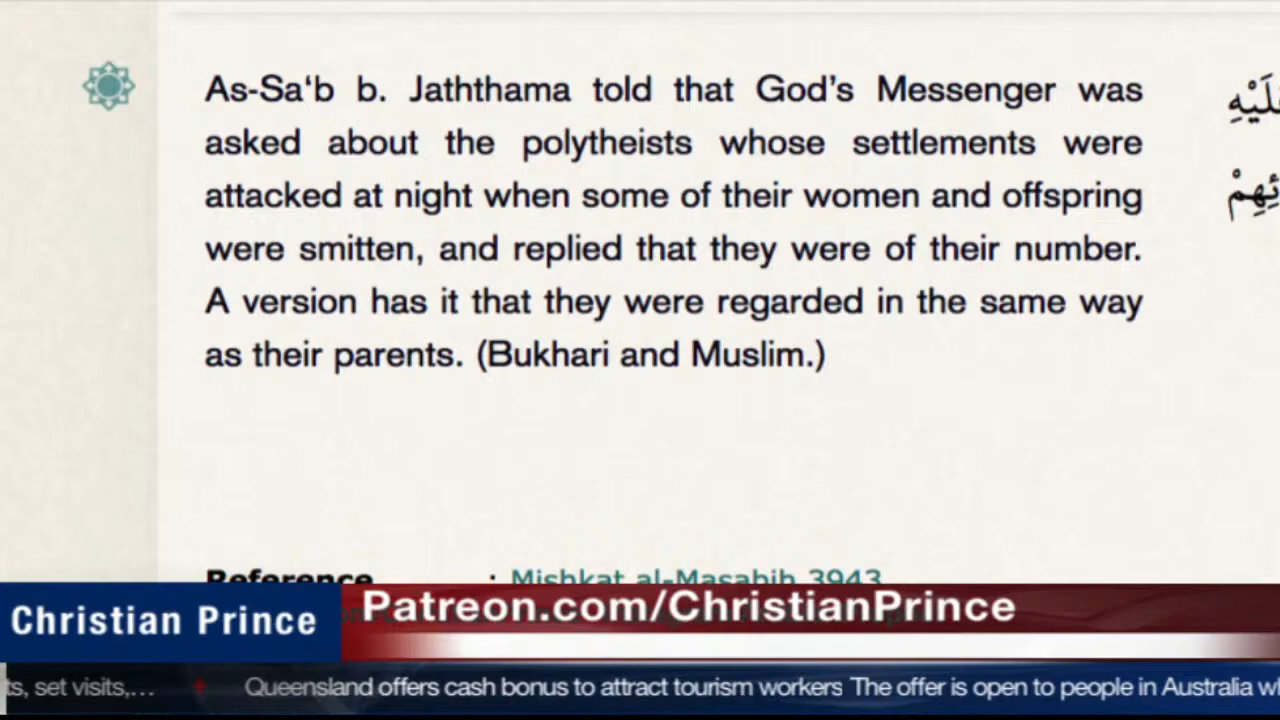 As-Sa‘b b. Jaththama told that God’s Messenger was
asked about the polytheists whose settlements were
attacked at night when some of their women and offspring
were smitten, and replied that they were of their number.
A version has it that they were regarded in the same way
as their parents. (Bukhari and Muslim.)
Reference : Mishkat al-Masabih 3943
Christian Prince
Patreon.com/ChristianPrince
ts, set visits,... Queensland offers cash bonus to attract tourism workers The offer is open to people in Australia